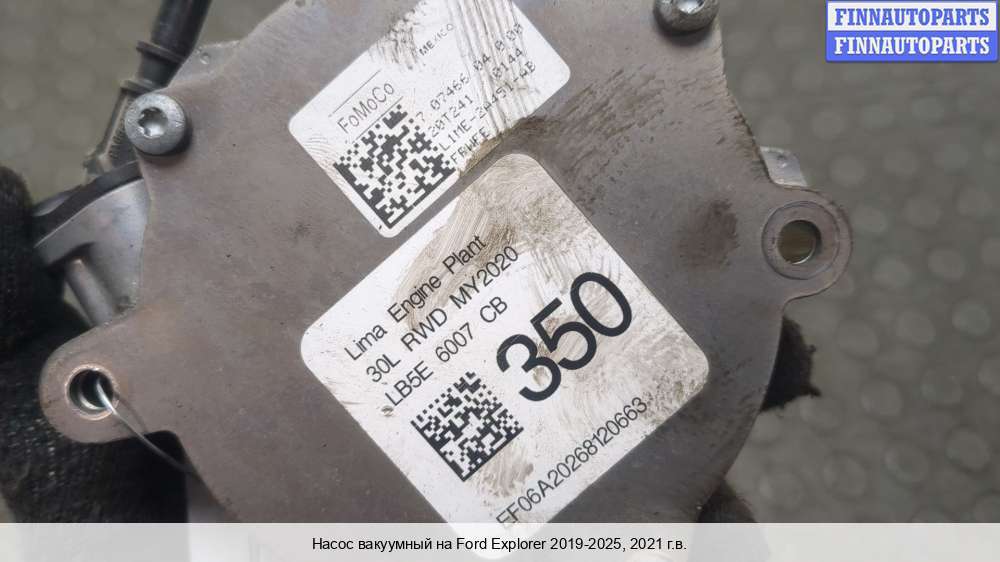 FINNAUTOPARTS
FINNAUTOPARTS
MEXICO
FoMoCo
20T241
Lima Engine Plant
30L RWD MY2020
LB5E 6007 CB
350
EF06A20268120663
Насос вакуумный на Ford Explorer 2019-2025, 2021 г.в.